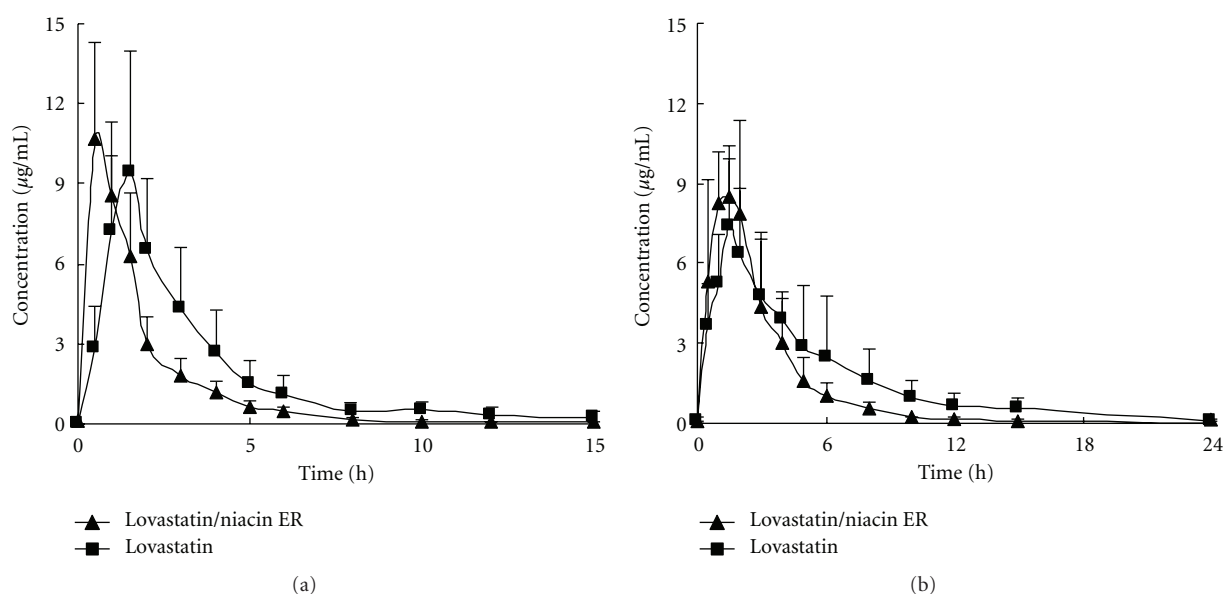 15
12
9
6
3
0
Concentration (µg/mL)
0 5 10 15
Time (h)
Lovastatin/niacin ER
Lovastatin
(a)
15
12
9
6
3
0
Concentration (µg/mL)
0 6 12 18 24
Time (h)
Lovastatin/niacin ER
Lovastatin
(b)